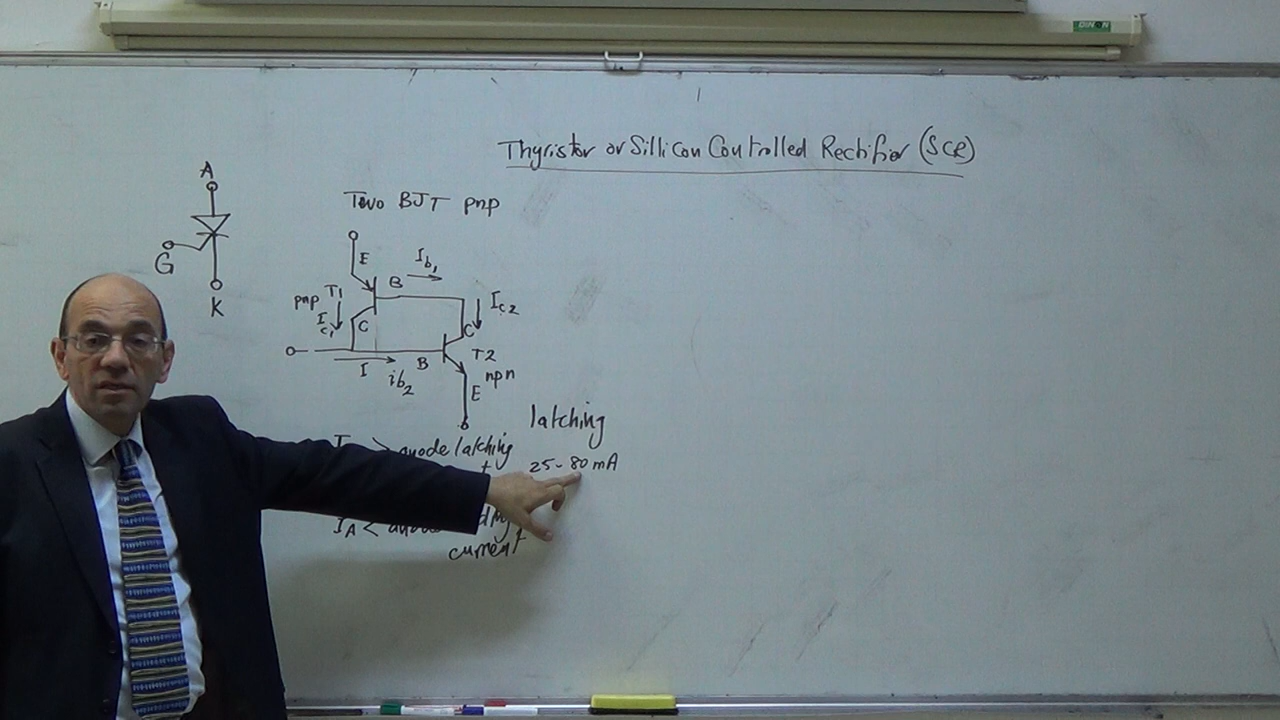 Thyristor or Sillicon Controlled Rectifier (SCR)
A
G
K
Two BJT pnp
E
B
Ib1
pnp T1
Ic1
C
Ic2
C
I
ib2
B
T2
npn
E
latching
I > anode latching
25-80 mA
IA <
current